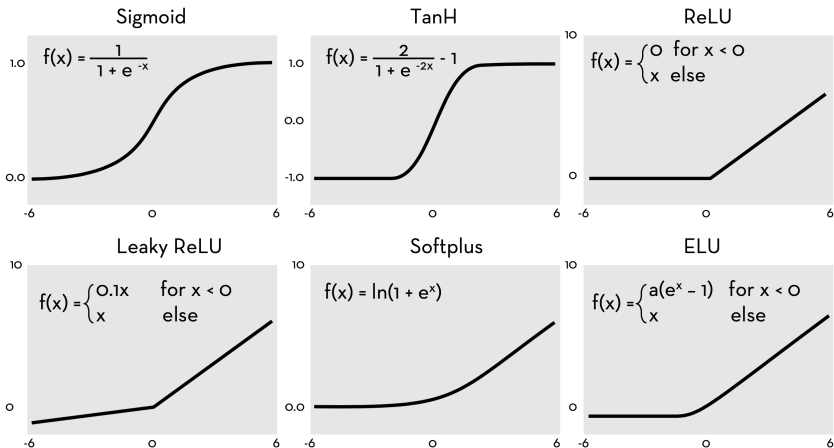 Sigmoid
f(x) = 1 / 1 + e^-x
1.0
0.0
-6 0 6
TanH
f(x) = 2 / 1 + e^-2x - 1
1.0
0.0
-1.0
-6 0 6
ReLU
10
f(x) = { 0 for x < 0
x else
0
-6 0 6
Leaky ReLU
10
f(x) = { 0.1x for x < 0
x else
0
-6 0 6
Softplus
10
f(x) = ln(1 + e^x)
0.0
-6 0 6
ELU
10
f(x) = { a(e^x – 1) for x < 0
x else
0
-6 0 6